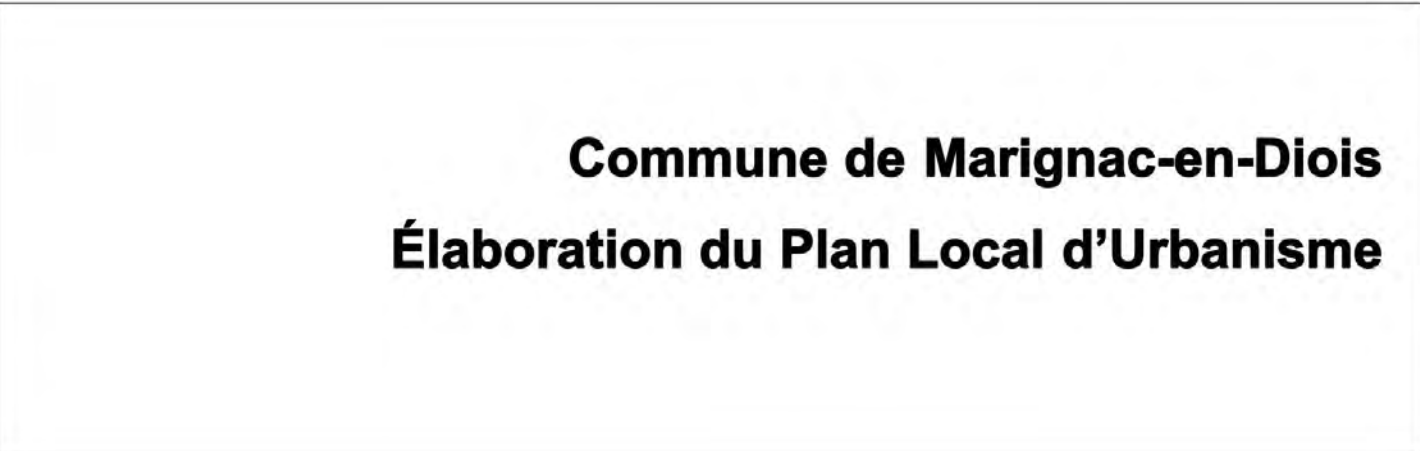 Commune de Marignac-en-Diois
Élaboration du Plan Local d’Urbanisme